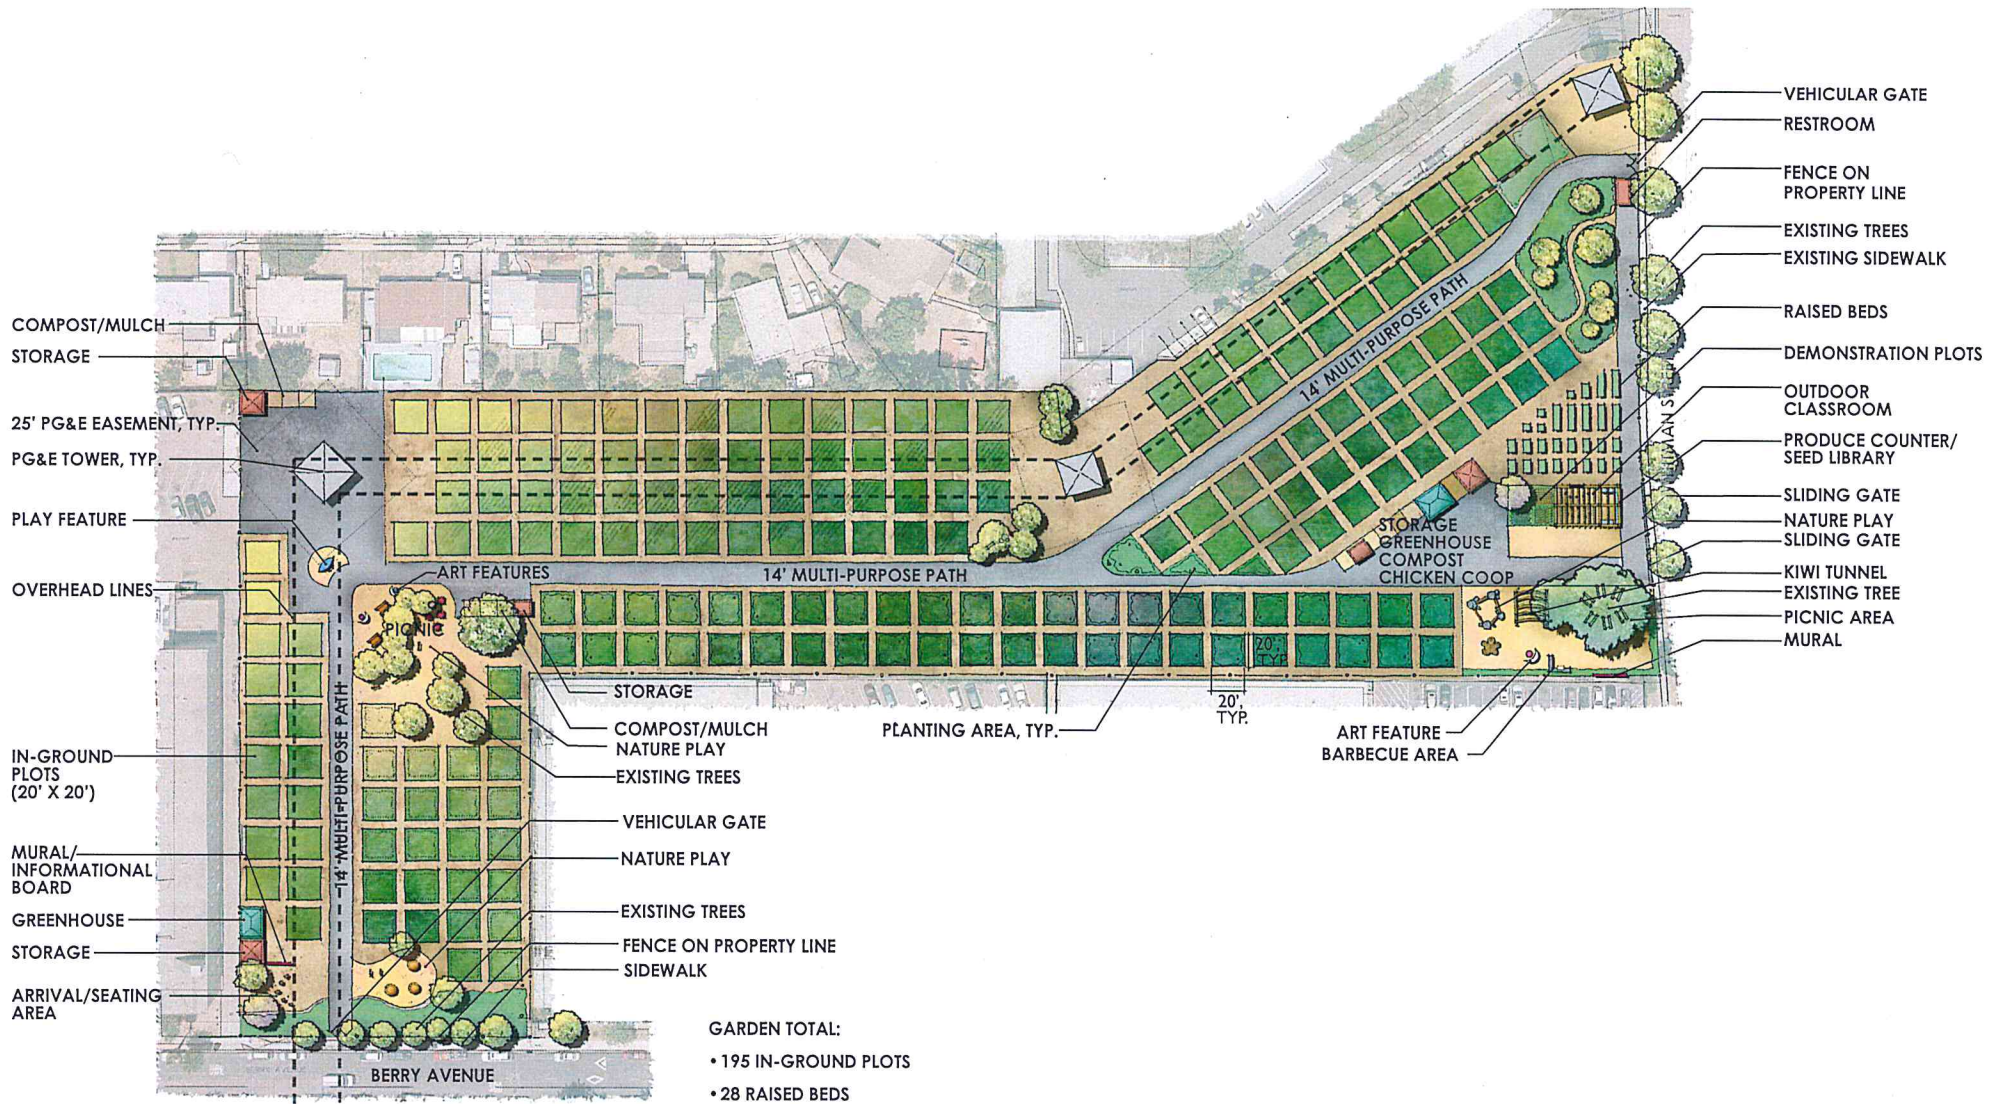 COMPOST/MULCH
STORAGE
25' PG&E EASEMENT, TYP.
PG&E TOWER, TYP.
PLAY FEATURE
OVERHEAD LINES
IN-GROUND
PLOTS
(20' X 20')
MURAL/
INFORMATIONAL
BOARD
GREENHOUSE
STORAGE
ARRIVAL/SEATING
AREA
ART FEATURES
PICNIC
14' MULTI-PURPOSE PATH
14' MULTI-PURPOSE PATH
14' MULTI-PURPOSE PATH
STORAGE
GREENHOUSE
COMPOST
CHICKEN COOP
STORAGE
COMPOST/MULCH
NATURE PLAY
EXISTING TREES
VEHICULAR GATE
NATURE PLAY
EXISTING TREES
FENCE ON PROPERTY LINE
SIDEWALK
PLANTING AREA, TYP.
20',
TYP.
20',
TYP.
ART FEATURE
BARBECUE AREA
VEHICULAR GATE
RESTROOM
FENCE ON
PROPERTY LINE
EXISTING TREES
EXISTING SIDEWALK
RAISED BEDS
DEMONSTRATION PLOTS
OUTDOOR
CLASSROOM
PRODUCE COUNTER/
SEED LIBRARY
SLIDING GATE
NATURE PLAY
SLIDING GATE
KIWI TUNNEL
EXISTING TREE
PICNIC AREA
MURAL
BERRY AVENUE
GARDEN TOTAL:
• 195 IN-GROUND PLOTS
• 28 RAISED BEDS